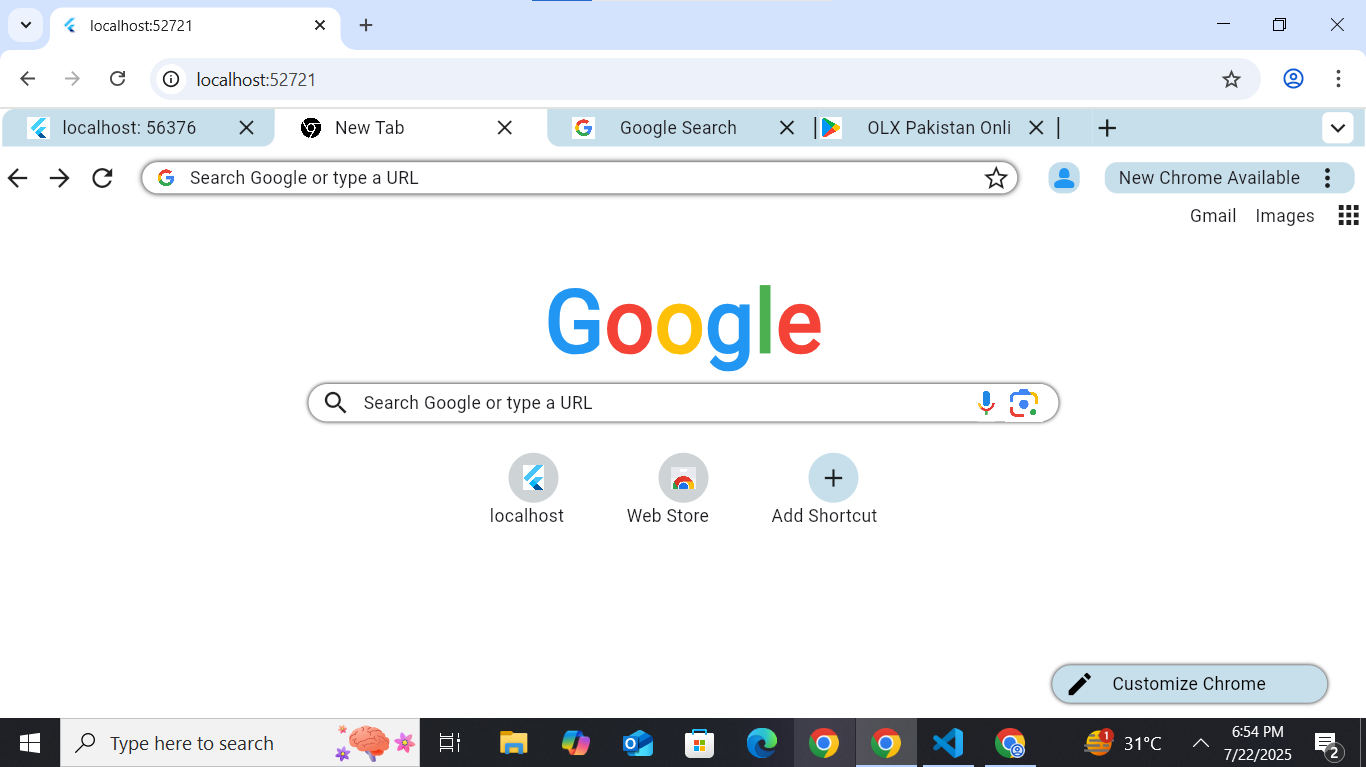 localhost:52721
localhost:52721
localhost: 56376 New Tab Google Search OLX Pakistan Onli
Search Google or type a URL New Chrome Available
Gmail Images
Google
Search Google or type a URL
localhost Web Store Add Shortcut
Customize Chrome
Type here to search 1 31°C 6:54 PM
7/22/2025 2